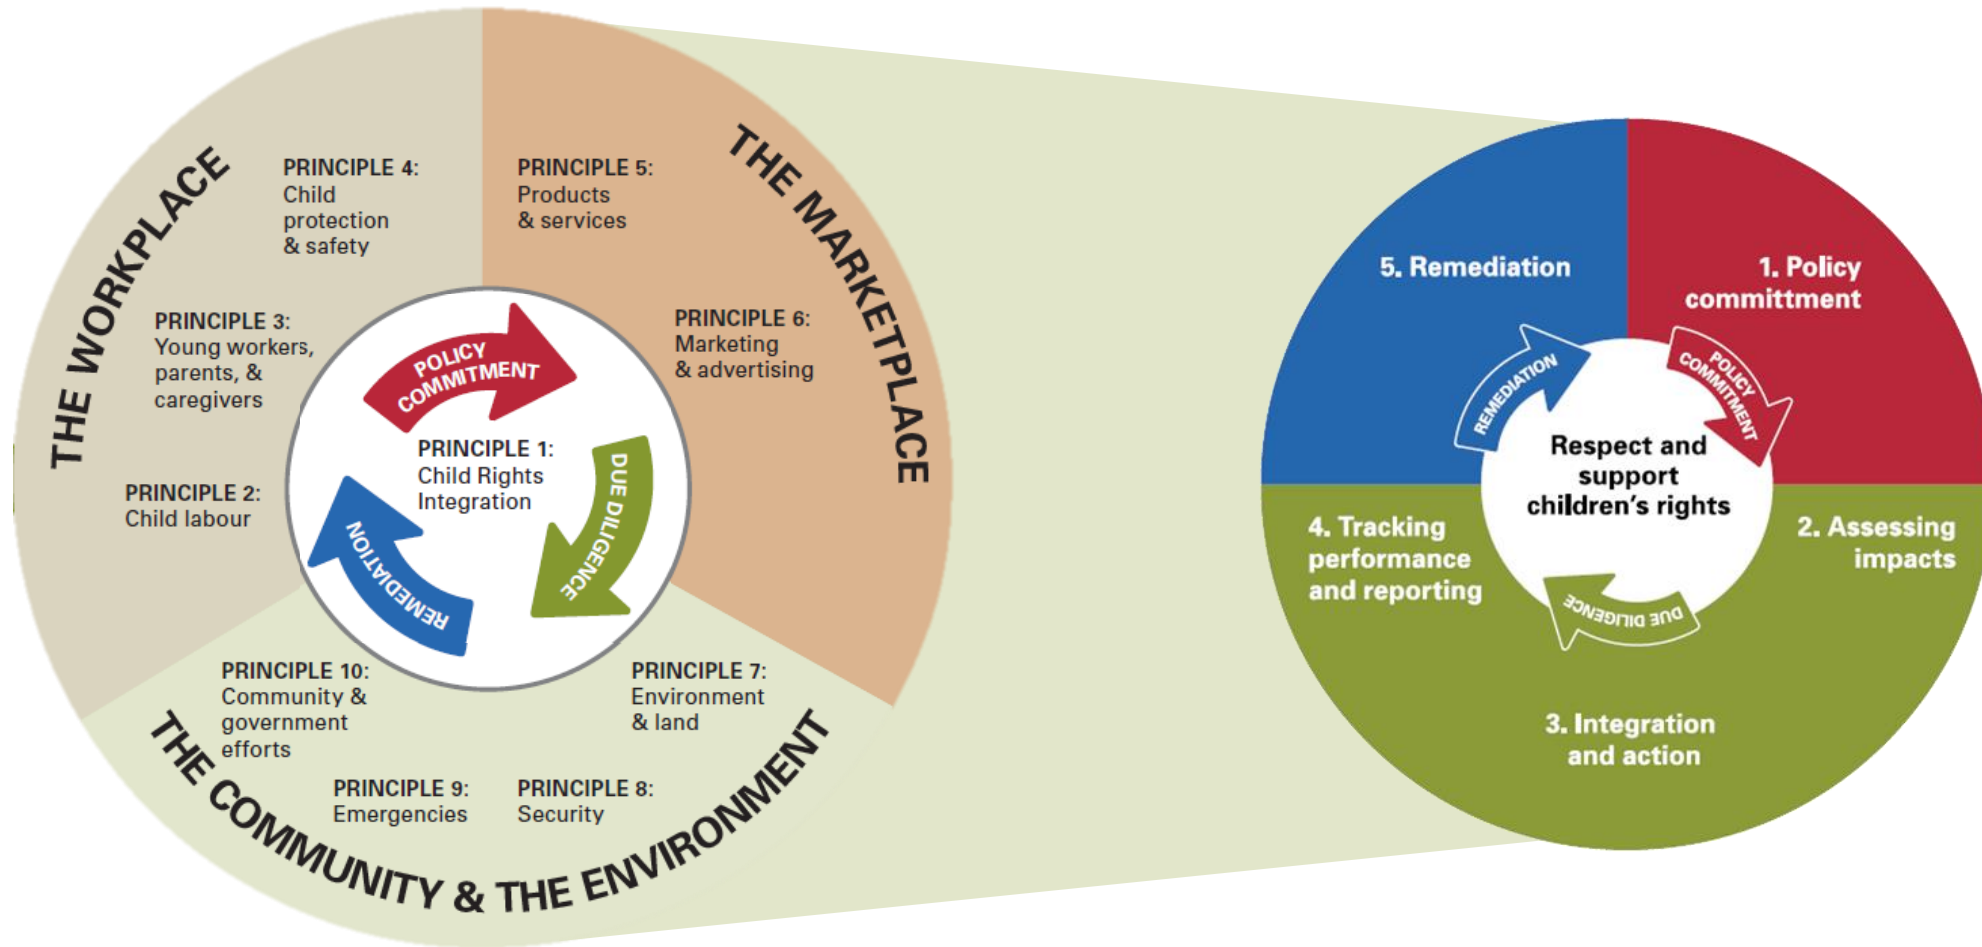 THE WORKPLACE
PRINCIPLE 4:
Child
protection
& safety
PRINCIPLE 3:
Young workers,
parents, &
caregivers
PRINCIPLE 2:
Child labour
THE MARKETPLACE
PRINCIPLE 5:
Products
& services
PRINCIPLE 6:
Marketing
& advertising
POLICY
COMMITMENT
PRINCIPLE 1:
Child Rights
Integration
DUE DILIGENCE
REMEDIATION
PRINCIPLE 10:
Community &
government
efforts
PRINCIPLE 7:
Environment
& land
PRINCIPLE 9:
Emergencies
PRINCIPLE 8:
Security
THE COMMUNITY & THE ENVIRONMENT
5. Remediation
1. Policy
committment
REMEDIATION
POLICY
COMMITMENT
Respect and
support
children's rights
4. Tracking
performance
and reporting
2. Assessing
impacts
DUE DILIGENCE
3. Integration
and action